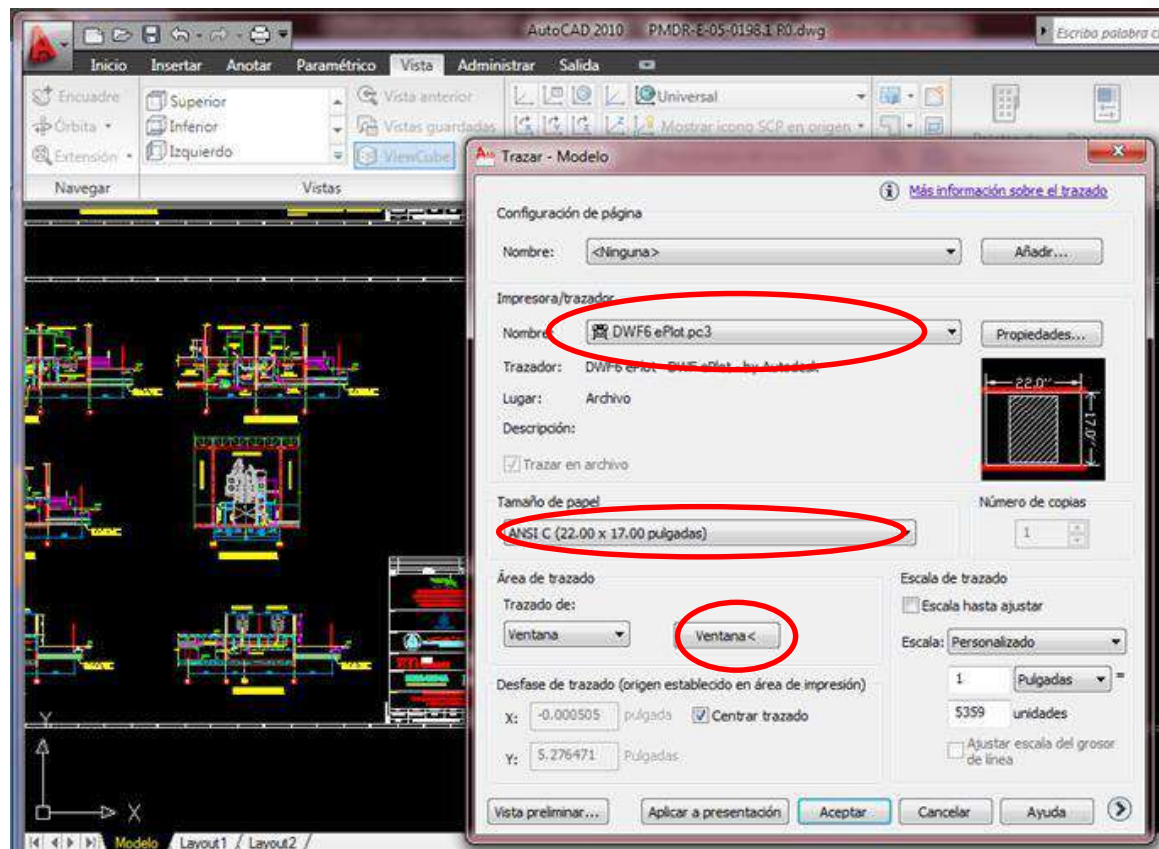 AutoCAD 2010 PMDR-E-05-0198.1 R0.dwg
Escriba palabra
Inicio Insertar Anotar Paramétrico Vista Administrar Salida
Encuadre
Órbita
Extensión
Superior
Inferior
Izquierdo
Vista anterior
Vistas guardadas
ViewCube
Universal
Mostrar icono SCP en origen
Navegar
Vistas
Trazar - Modelo
Más información sobre el trazado
Configuración de página
Nombre: <Ninguna> Añadir...
Impresora/trazador
Nombre: DWF6 ePlot.pc3 Propiedades...
Trazador: DWF6 ePlot - DWF ePlot - by Autodesk
Lugar: Archivo
Descripción:
Trazar en archivo
22.0"
17.0"
Tamaño de papel
ANSI C (22.00 x 17.00 pulgadas)
Número de copias
1
Área de trazado
Trazado de:
Ventana Ventana<
Escala de trazado
Escala hasta ajustar
Escala: Personalizado
1 Pulgadas =
5359 unidades
Ajustar escala del grosor
de línea
Desfase de trazado (origen establecido en área de impresión)
X: -0.000505 pulgada Centrar trazado
Y: 5.276471 Pulgadas
Vista preliminar... Aplicar a presentación Aceptar Cancelar Ayuda
Y
X
Modelo Layout1 Layout2